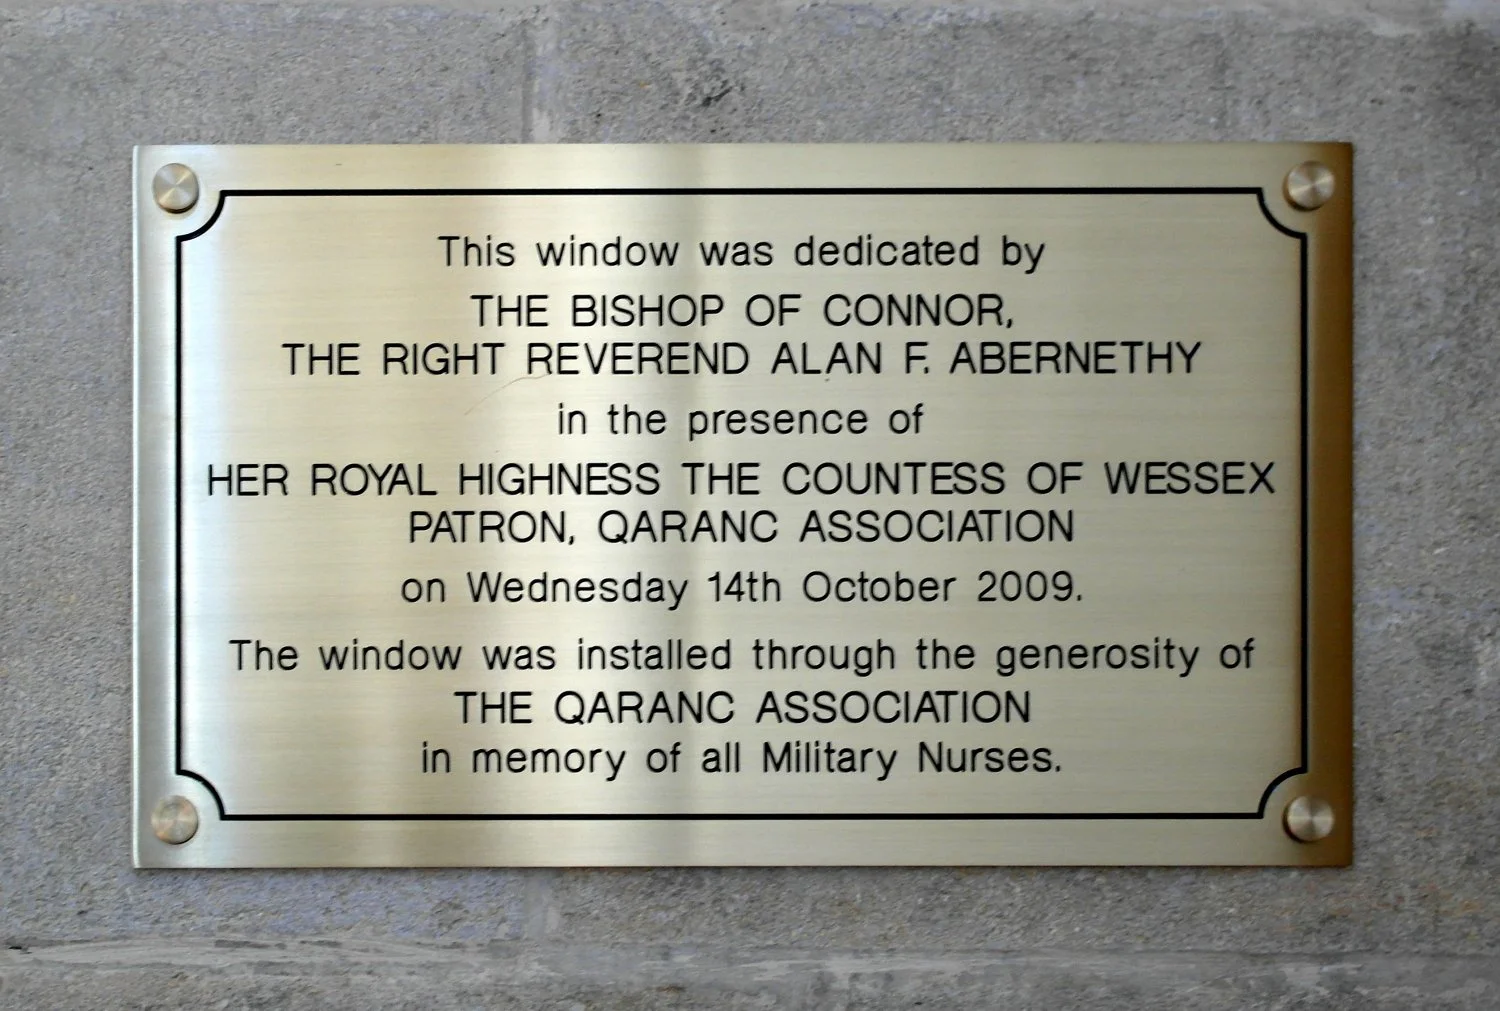 This window was dedicated by
THE BISHOP OF CONNOR,
THE RIGHT REVEREND ALAN F. ABERNETHY
in the presence of
HER ROYAL HIGHNESS THE COUNTESS OF WESSEX
PATRON, QARANC ASSOCIATION
on Wednesday 14th October 2009.
The window was installed through the generosity of
THE QARANC ASSOCIATION
in memory of all Military Nurses.